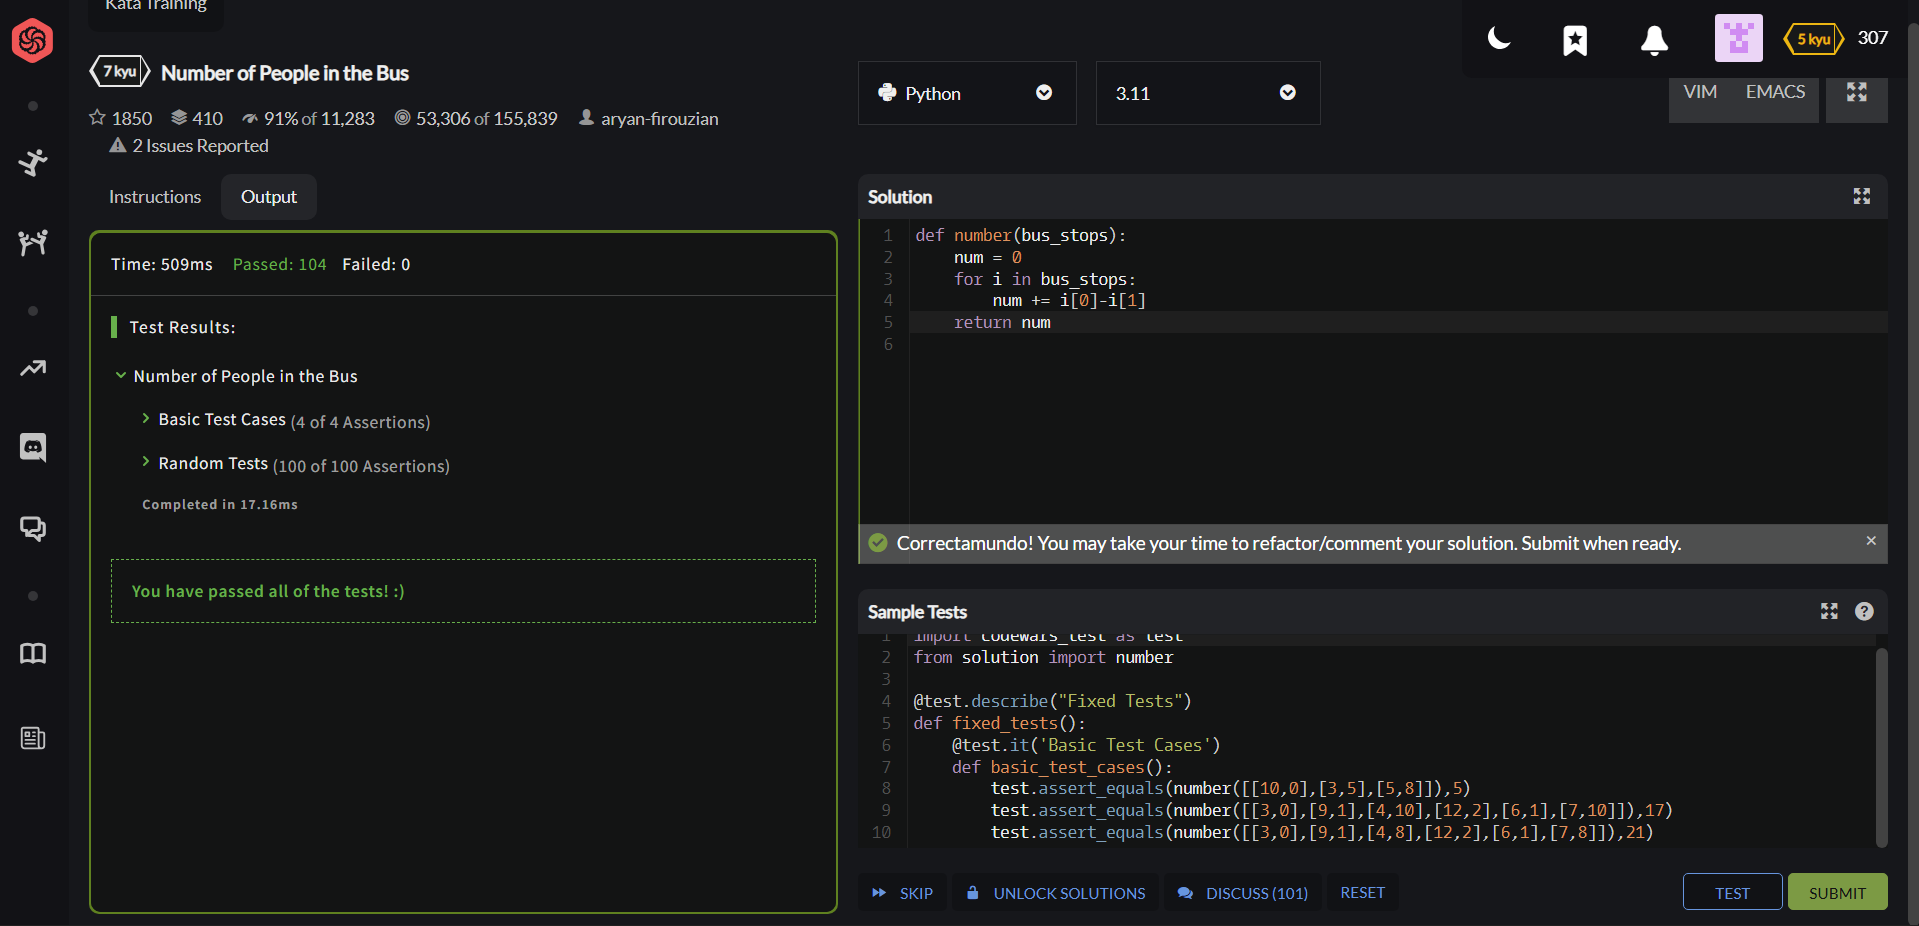 Kata Training
5 kyu 307
7 kyu Number of People in the Bus
1850 410 91% of 11,283 53,306 of 155,839 aryan-firouzian
2 Issues Reported
Python 3.11 VIM EMACS
Instructions Output
Time: 509ms Passed: 104 Failed: 0
Test Results:
Number of People in the Bus
Basic Test Cases (4 of 4 Assertions)
Random Tests (100 of 100 Assertions)
Completed in 17.16ms
You have passed all of the tests! :)
Solution
1 def number(bus_stops):
2     num = 0
3     for i in bus_stops:
4         num += i[0]-i[1]
5     return num
6
Correctamundo! You may take your time to refactor/comment your solution. Submit when ready. ×
Sample Tests ?
1 import codewars_test as test
2 from solution import number
3
4 @test.describe("Fixed Tests")
5 def fixed_tests():
6     @test.it('Basic Test Cases')
7     def basic_test_cases():
8         test.assert_equals(number([[10,0],[3,5],[5,8]]),5)
9         test.assert_equals(number([[3,0],[9,1],[4,10],[12,2],[6,1],[7,10]]),17)
10         test.assert_equals(number([[3,0],[9,1],[4,8],[12,2],[6,1],[7,8]]),21)
SKIP UNLOCK SOLUTIONS DISCUSS (101) RESET TEST SUBMIT